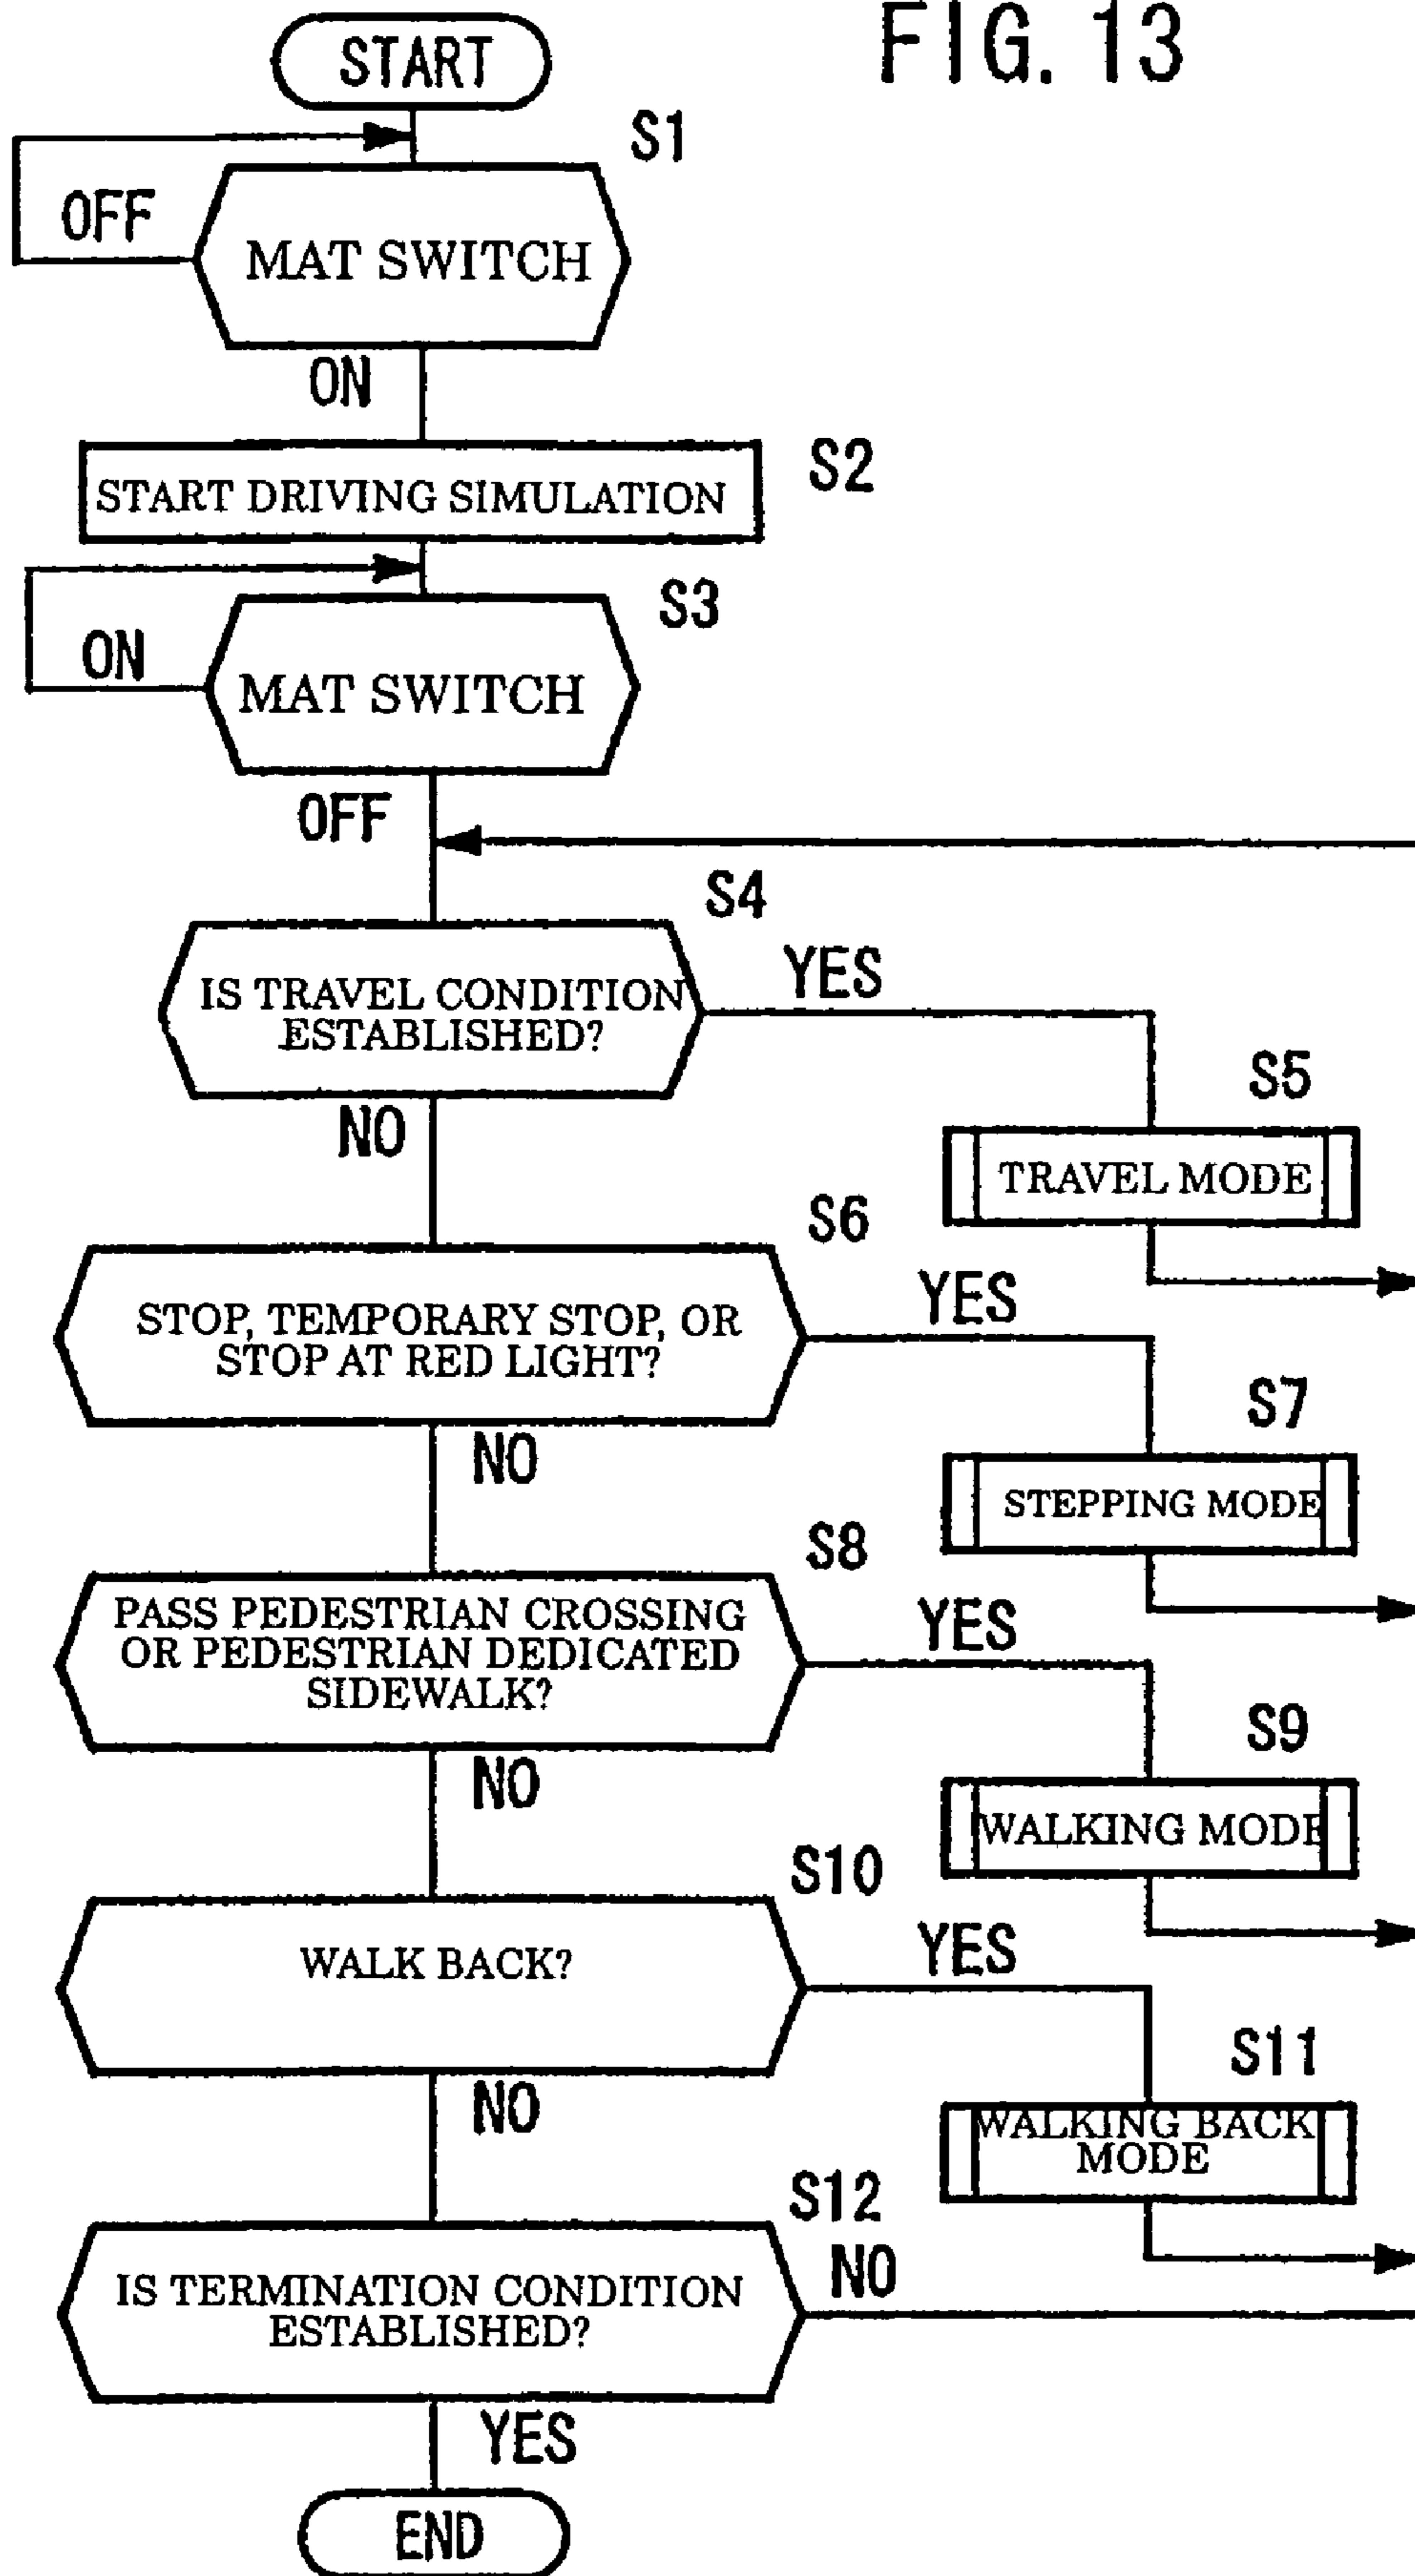 FIG. 13
START
S1
OFF
MAT SWITCH
ON
S2
START DRIVING SIMULATION
S3
ON
MAT SWITCH
OFF
S4
IS TRAVEL CONDITION
ESTABLISHED?
YES
NO
S5
TRAVEL MODE
S6
STOP, TEMPORARY STOP, OR
STOP AT RED LIGHT?
YES
NO
S7
STEPPING MODE
S8
PASS PEDESTRIAN CROSSING
OR PEDESTRIAN DEDICATED
SIDEWALK?
YES
NO
S9
WALKING MODE
S10
WALK BACK?
YES
NO
S11
WALKING BACK
MODE
S12
IS TERMINATION CONDITION
ESTABLISHED?
NO
YES
END